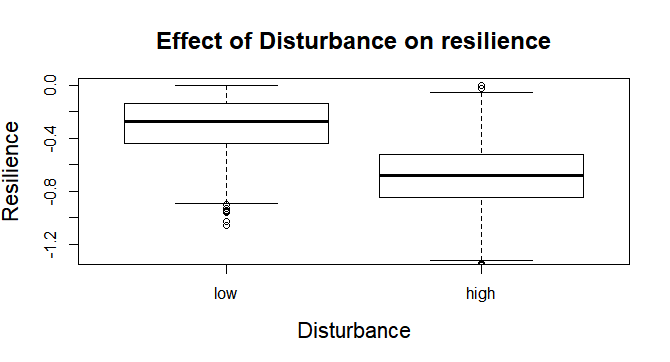 Effect of Disturbance on resilience
Resilience
0.0
-0.4
-0.8
-1.2
low
high
Disturbance